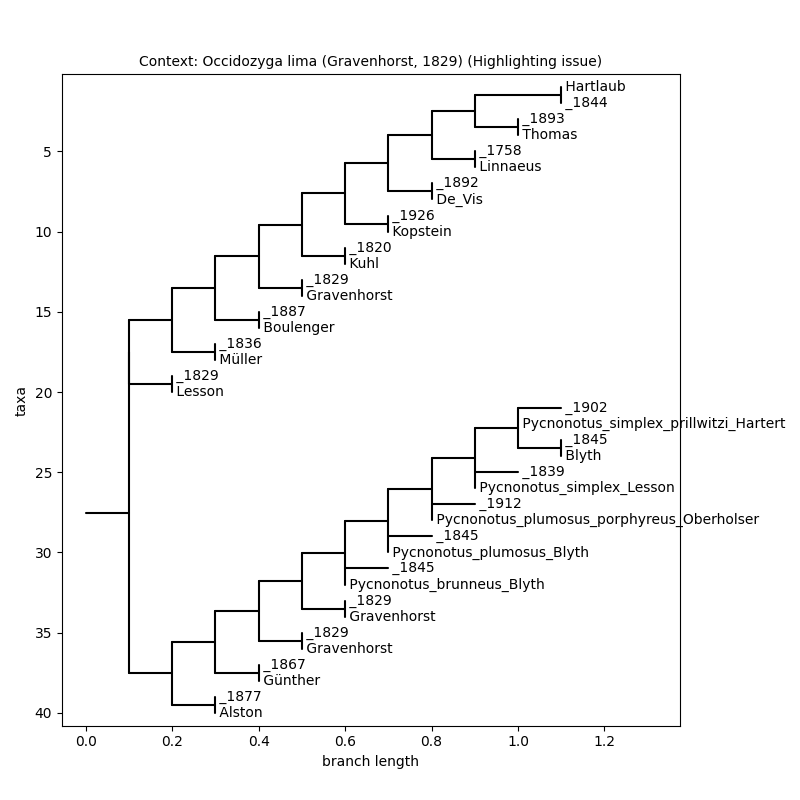 Context: Occidozyga lima (Gravenhorst, 1829) (Highlighting issue)
Hartlaub
_1844
_1893
Thomas
_1758
Linnaeus
_1892
De_Vis
_1926
Kopstein
_1820
Kuhl
_1829
Gravenhorst
_1887
Boulenger
_1836
Müller
_1829
Lesson
_1902
Pycnonotus_simplex_prillwitzi_Hartert
_1845
Blyth
_1839
Pycnonotus_simplex_Lesson
_1912
Pycnonotus_plumosus_porphyreus_Oberholser
_1845
Pycnonotus_plumosus_Blyth
_1845
Pycnonotus_brunneus_Blyth
_1829
Gravenhorst
_1829
Gravenhorst
_1867
Günther
_1877
Alston
5
10
15
20
25
30
35
40
taxa
0.0 0.2 0.4 0.6 0.8 1.0 1.2
branch length